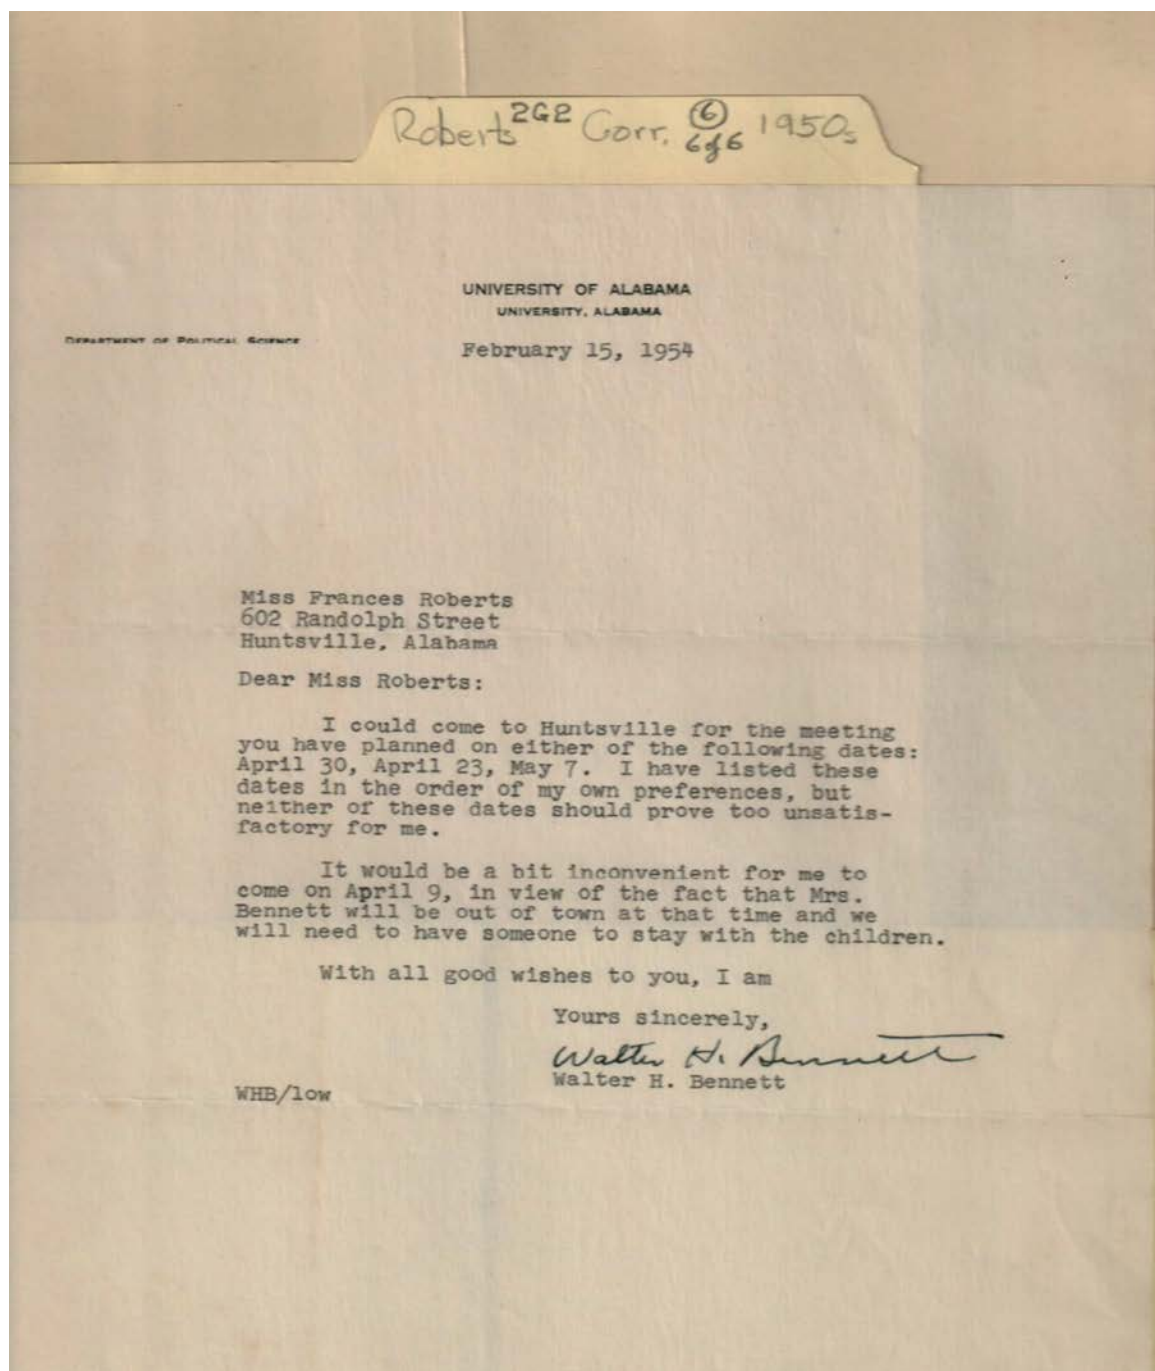 Roberts 2G2 Corr. 6 1950s
6 of 6
UNIVERSITY OF ALABAMA
UNIVERSITY, ALABAMA
DEPARTMENT OF POLITICAL SCIENCE
February 15, 1954
Miss Frances Roberts
602 Randolph Street
Huntsville, Alabama
Dear Miss Roberts:
I could come to Huntsville for the meeting
you have planned on either of the following dates:
April 30, April 23, May 7. I have listed these
dates in the order of my own preferences, but
neither of these dates should prove too unsatis-
factory for me.
It would be a bit inconvenient for me to
come on April 9, in view of the fact that Mrs.
Bennett will be out of town at that time and we
will need to have someone to stay with the children.
With all good wishes to you, I am
Yours sincerely,
Walter H. Bennett
Walter H. Bennett
WHB/low